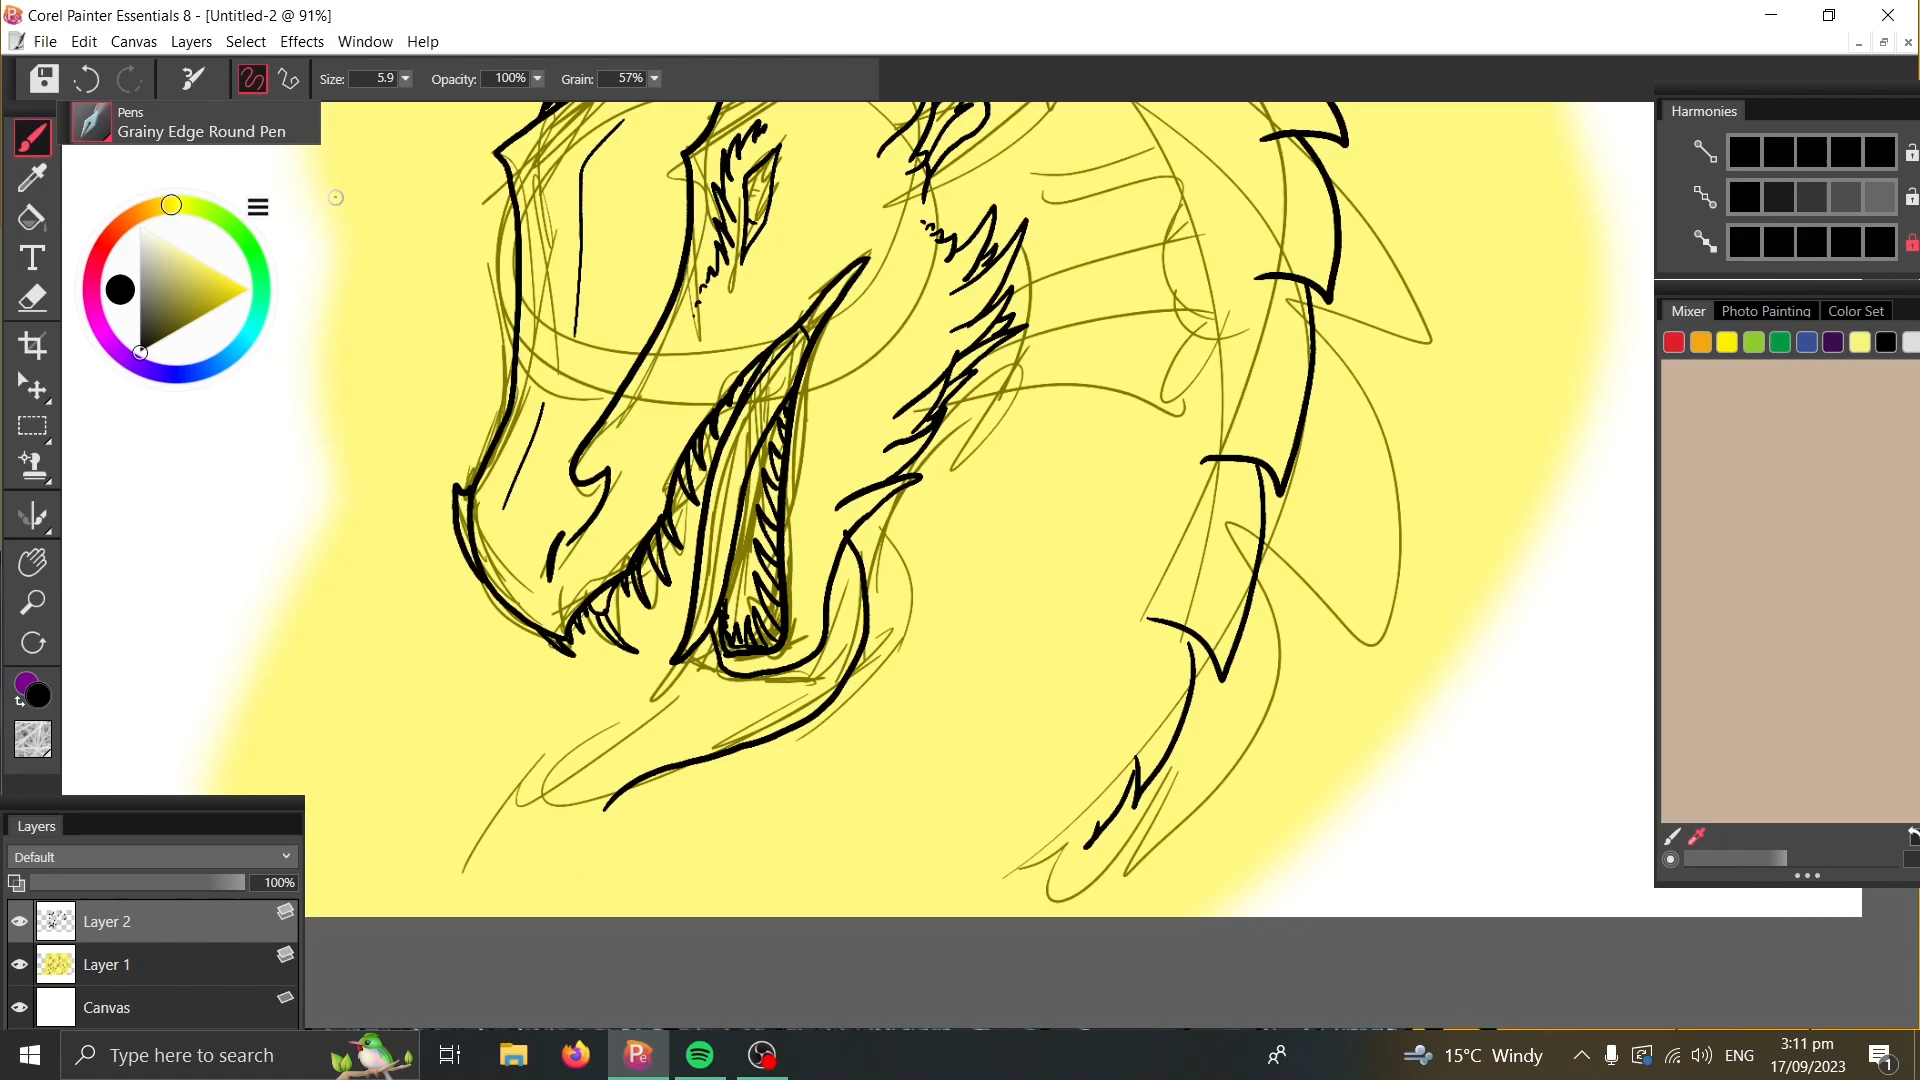 Corel Painter Essentials 8 - [Untitled-2 @ 91%]
File Edit Canvas Layers Select Effects Window Help
Size: 5.9 Opacity: 100% Grain: 57%
Pens
Grainy Edge Round Pen
Harmonies
Mixer Photo Painting Color Set
Layers
Default
100%
Layer 2
Layer 1
Canvas
Type here to search
15°C Windy
ENG
3:11 pm
17/09/2023
1